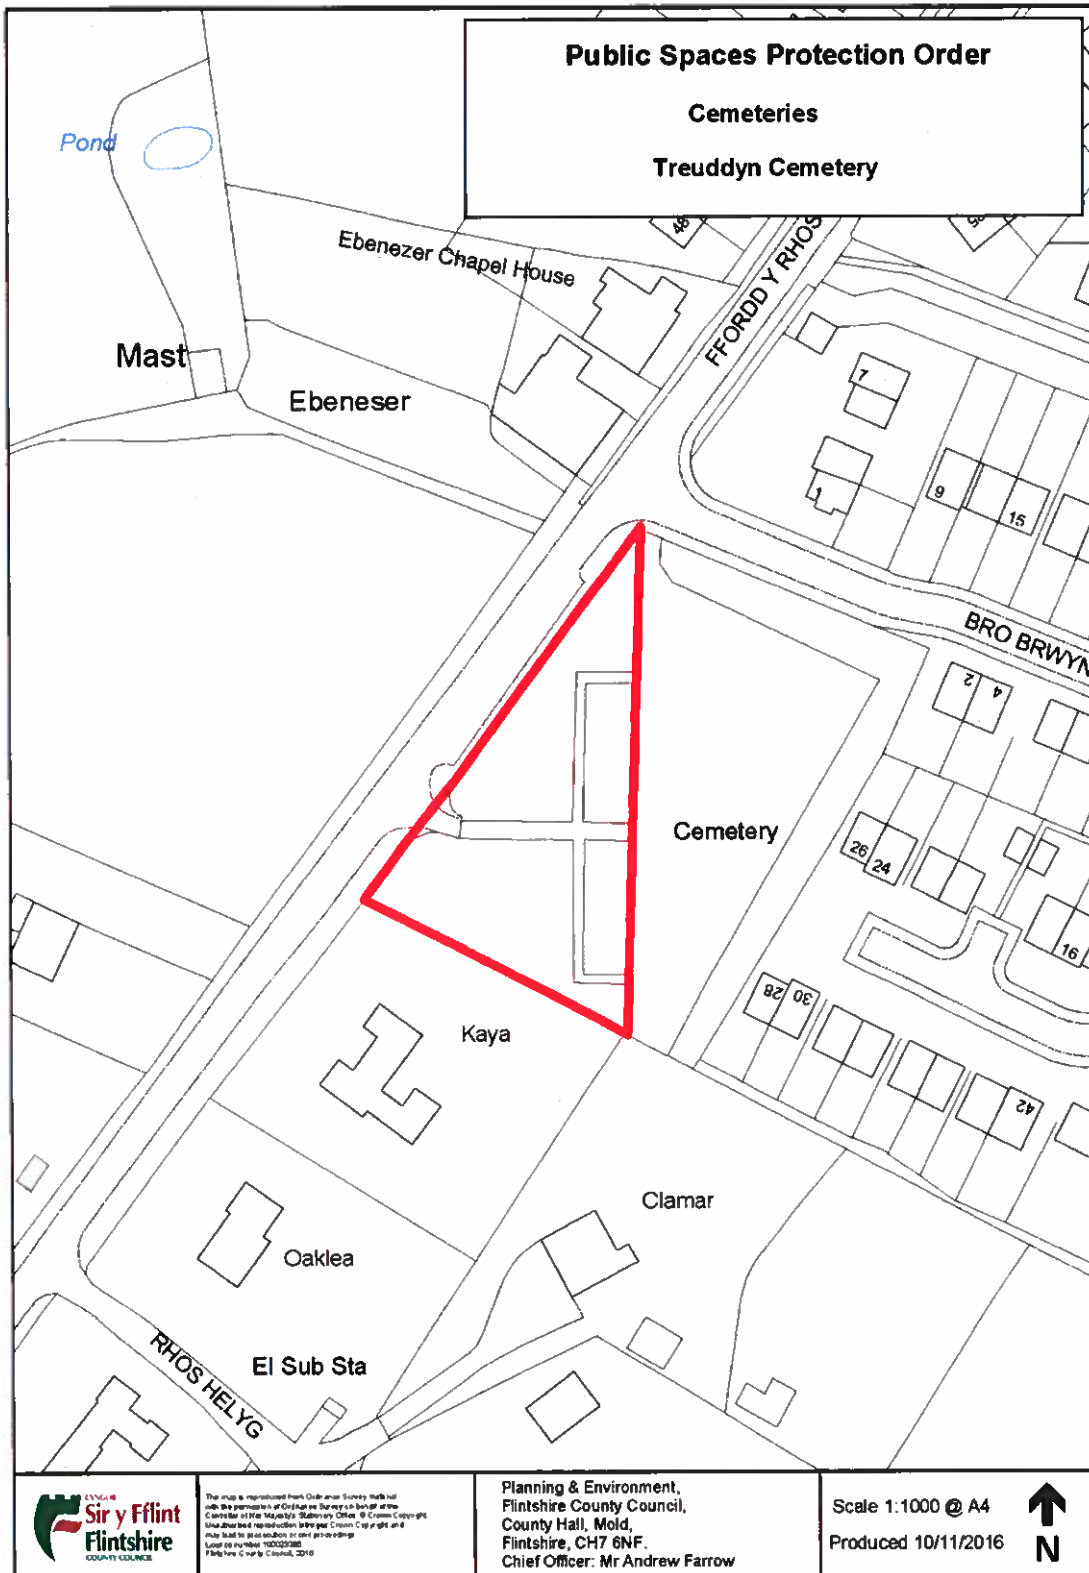 Public Spaces Protection Order
Cemeteries
Treuddyn Cemetery
Pond
48
Ebenezer Chapel House
FFORDD Y RHOS
Mast
Ebeneser
7
1
9
15
BRO BRWYN
2
4
Cemetery
26
24
16
28
30
42
Kaya
Clamar
Oaklea
RHOS HELYG
El Sub Sta
Sir y Fflint
Flintshire
COUNTY COUNCIL
Planning & Environment,
Flintshire County Council,
County Hall, Mold,
Flintshire, CH7 6NF.
Chief Officer: Mr Andrew Farrow
Scale 1:1000 @ A4
Produced 10/11/2016
N